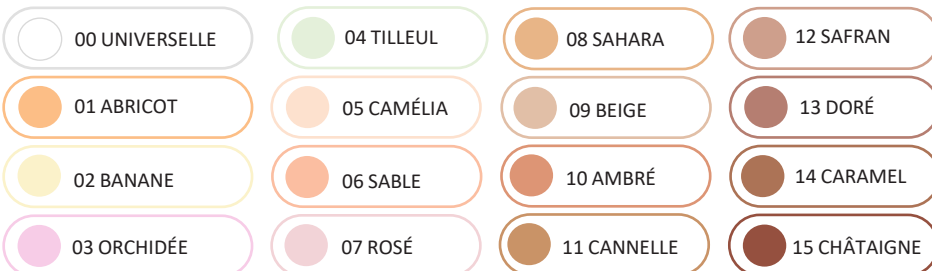 00 UNIVERSELLE
01 ABRICOT
02 BANANE
03 ORCHIDÉE
04 TILLEUL
05 CAMÉLIA
06 SABLE
07 ROSÉ
08 SAHARA
09 BEIGE
10 AMBRÉ
11 CANNELLE
12 SAFRAN
13 DORÉ
14 CARAMEL
15 CHÂTAIGNE